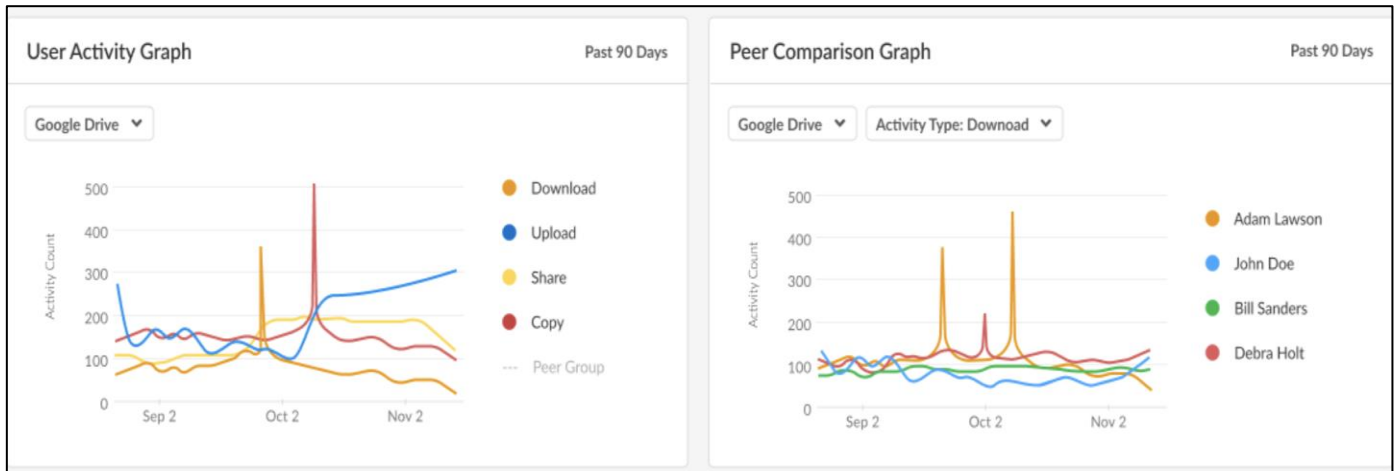 User Activity Graph
Past 90 Days
Google Drive
Activity Count
500
400
300
200
100
0
Sep 2
Oct 2
Nov 2
Download
Upload
Share
Copy
Peer Group
Peer Comparison Graph
Past 90 Days
Google Drive
Activity Type: Downoad
Activity Count
500
400
300
200
100
0
Sep 2
Oct 2
Nov 2
Adam Lawson
John Doe
Bill Sanders
Debra Holt